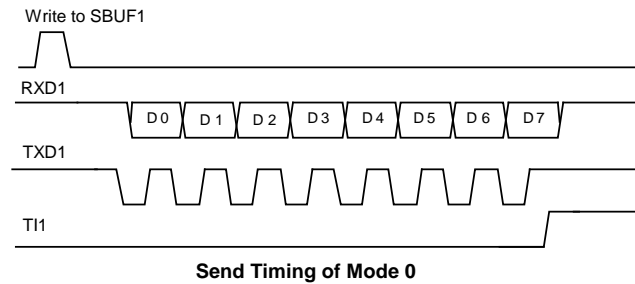 Write to SBUF1
RXD1
D0 D1 D2 D3 D4 D5 D6 D7
TXD1
TI1
Send Timing of Mode 0